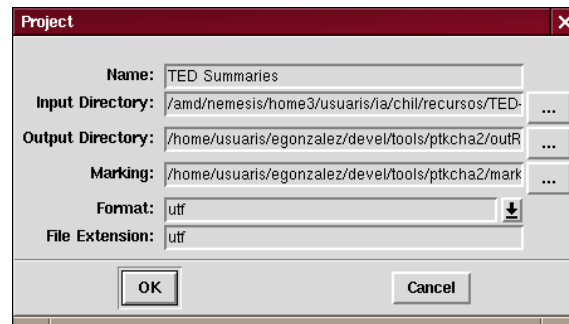 Project
Name: TED Summaries
Input Directory: /amd/nemesis/home3/usuaris/ia/chil/recursos/TED- ...
Output Directory: /home/usuaris/egonzalez/devel/tools/ptkcha2/outR ...
Marking: /home/usuaris/egonzalez/devel/tools/ptkcha2/mark ...
Format: utf
File Extension: utf
OK Cancel